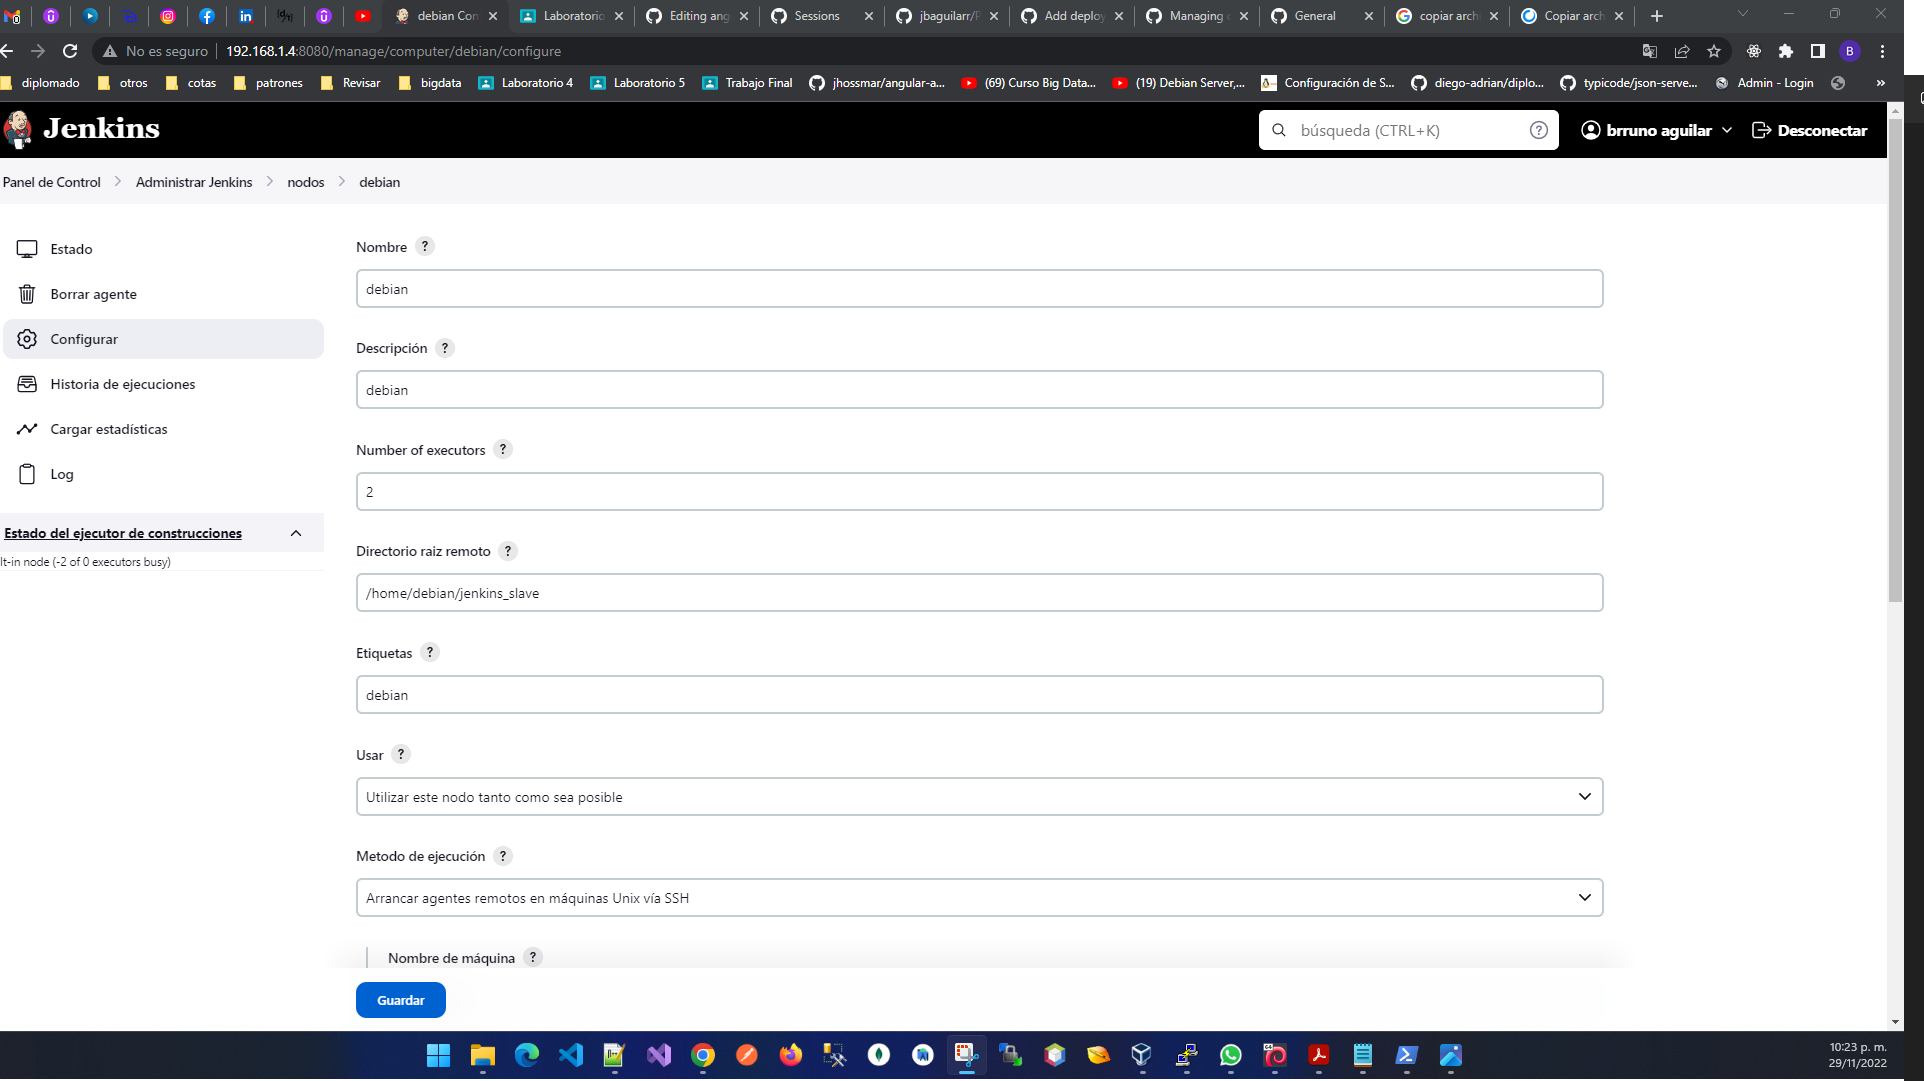 debian Con
Laboratorio
Editing ang
Sessions
jbaguilarr/P
Add deploy
Managing
General
copiar archi
Copiar arch
No es seguro
192.168.1.4:8080/manage/computer/debian/configure
B
diplomado
otros
cotas
patrones
Revisar
bigdata
Laboratorio 4
Laboratorio 5
Trabajo Final
jhossmar/angular-a...
(69) Curso Big Data...
(19) Debian Server,...
Configuración de S...
diego-adrian/diplo...
typicode/json-serve...
Admin - Login
»
Jenkins
búsqueda (CTRL+K)
?
brruno aguilar
Desconectar
Panel de Control
Administrar Jenkins
nodos
debian
Estado
Borrar agente
Configurar
Historia de ejecuciones
Cargar estadísticas
Log
Estado del ejecutor de construcciones
lt-in node (-2 of 0 executors busy)
Nombre ?
debian
Descripción ?
debian
Number of executors ?
2
Directorio raiz remoto ?
/home/debian/jenkins_slave
Etiquetas ?
debian
Usar ?
Utilizar este nodo tanto como sea posible
Metodo de ejecución ?
Arrancar agentes remotos en máquinas Unix vía SSH
Nombre de máquina ?
Guardar
10:23 p. m.
29/11/2022